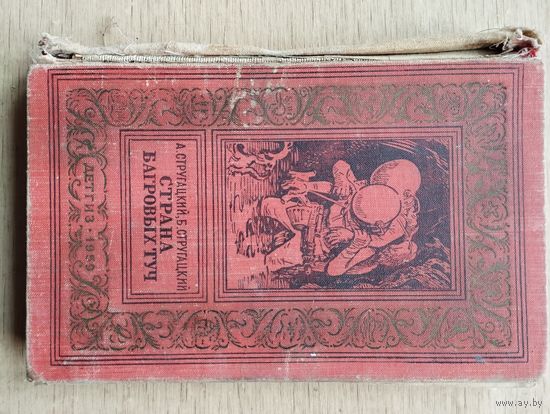 А. СТРУГАЦКИЙ, Б. СТРУГАЦКИЙ
СТРАНА
БАГРОВЫХ ТУЧ
ДЕТГИЗ · 1959
www.ay.by